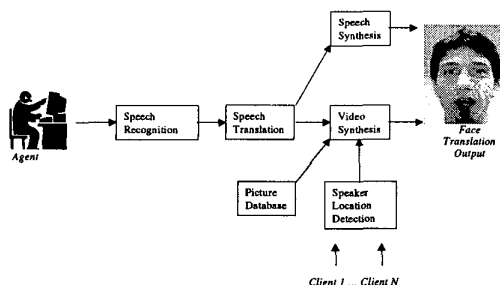 Speech
Synthesis
Speech
Recognition
Speech
Translation
Video
Synthesis
Agent
Face
Translation
Output
Picture
Database
Speaker
Location
Detection
Client 1 ... Client N